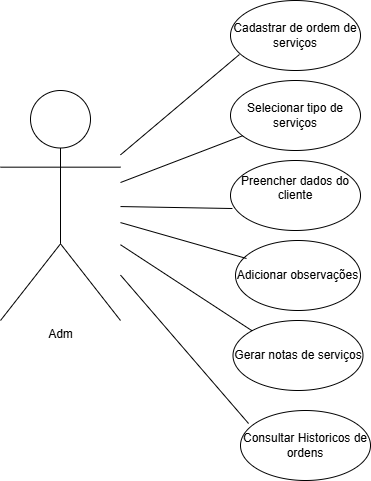 Cadastrar de ordem de
serviços
Selecionar tipo de
serviços
Preencher dados do
cliente
Adicionar observações
Adm
Gerar notas de serviços
Consultar Historicos de
ordens